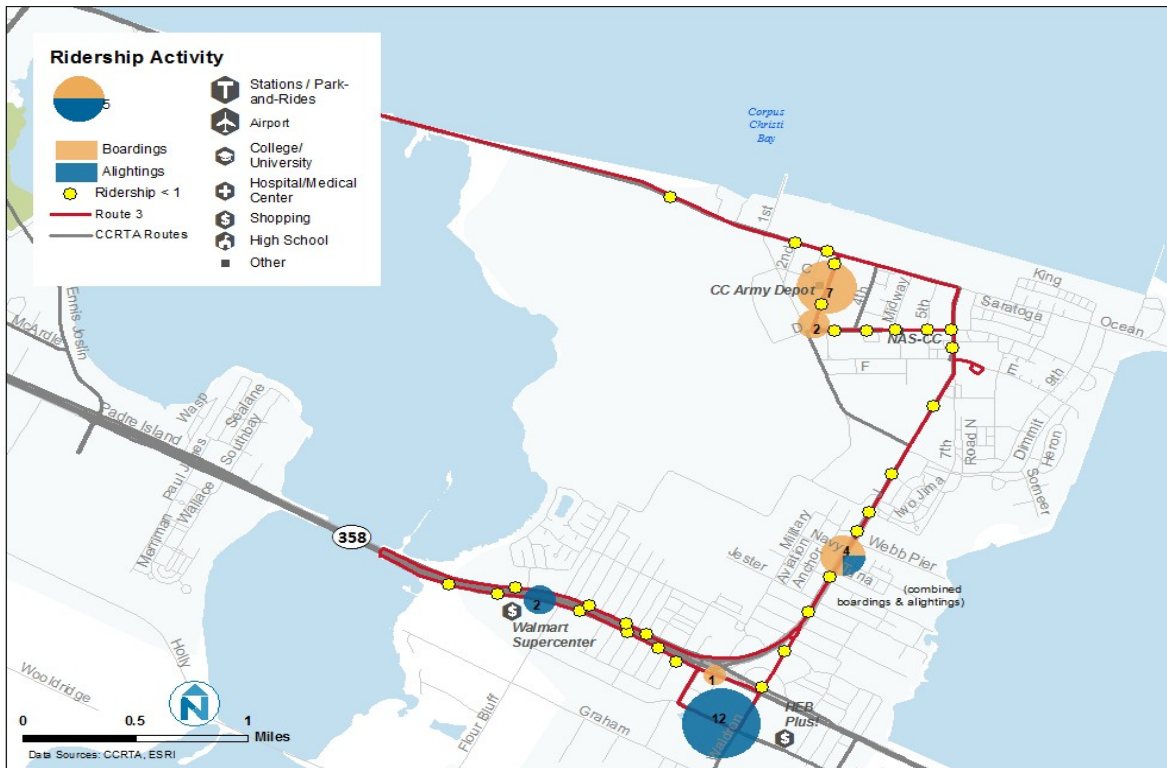 Ridership Activity
5
Boardings
Alightings
Ridership < 1
Route 3
CCRTA Routes
T
Stations / Park-
and-Rides
Airport
College/
University
Hospital/Medical
Center
$
Shopping
High School
Other
Corpus
Christi
Bay
1st
2nd
C
CC Army Depot
7
4th
Midway
5th
King
Saratoga
Ocean
D
2
NAS-CC
F
E
9th
Ennis Joslin
McArdle
Padre Island
Wasp
Sealane
Southbay
Paul Jones
Wallace
Merriman
7th
Road N
Dimmit
Heron
Someer
Iwo Jima
Military
Aviation
Anchor
Navy
4
Webb Pier
Jester
(combined
boardings & alightings)
358
2
$
Walmart
Supercenter
1
12
HEB
Plus!
$
Waldron
Graham
Flour Bluff
Holly
Wooldridge
N
0 0.5 1
Miles
Data Sources: CCRTA, ESRI